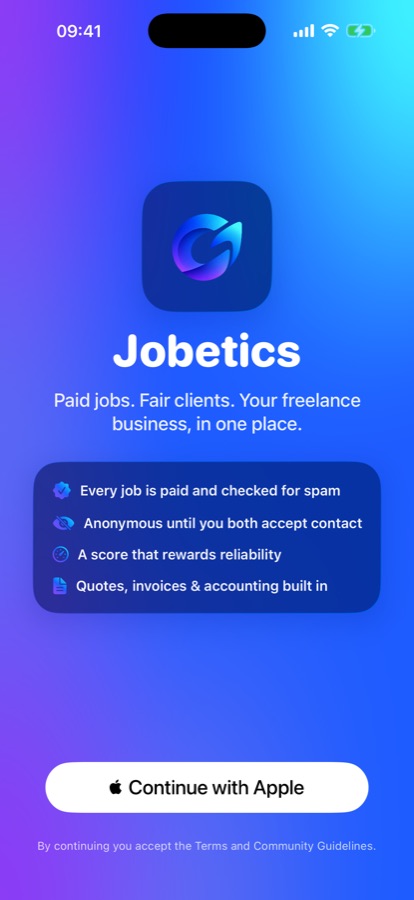 09:41
Jobetics
Paid jobs. Fair clients. Your freelance
business, in one place.
Every job is paid and checked for spam
Anonymous until you both accept contact
A score that rewards reliability
Quotes, invoices & accounting built in
Continue with Apple
By continuing you accept the Terms and Community Guidelines.